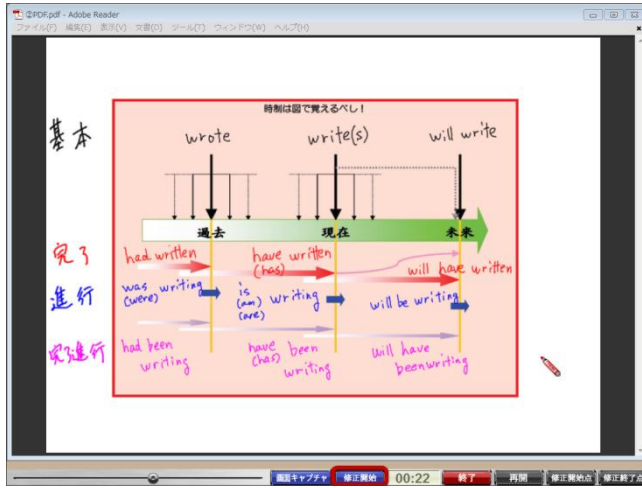 ②PDF.pdf - Adobe Reader
ファイル(F) 編集(E) 表示(V) 文書(D) ツール(T) ウィンドウ(W) ヘルプ(H)
時制は図で覚えるべし！
基本
wrote write(s) will write
過去 現在 未来
完了
had written have written will have written
(has)
進行
was writing is writing will be writing
(were) (am)
(are)
完了進行
had been have been will have
(has)
writing writing been writing
画面キャプチャ 修正開始 00:22 終了 再開 修正開始点 修正終了点